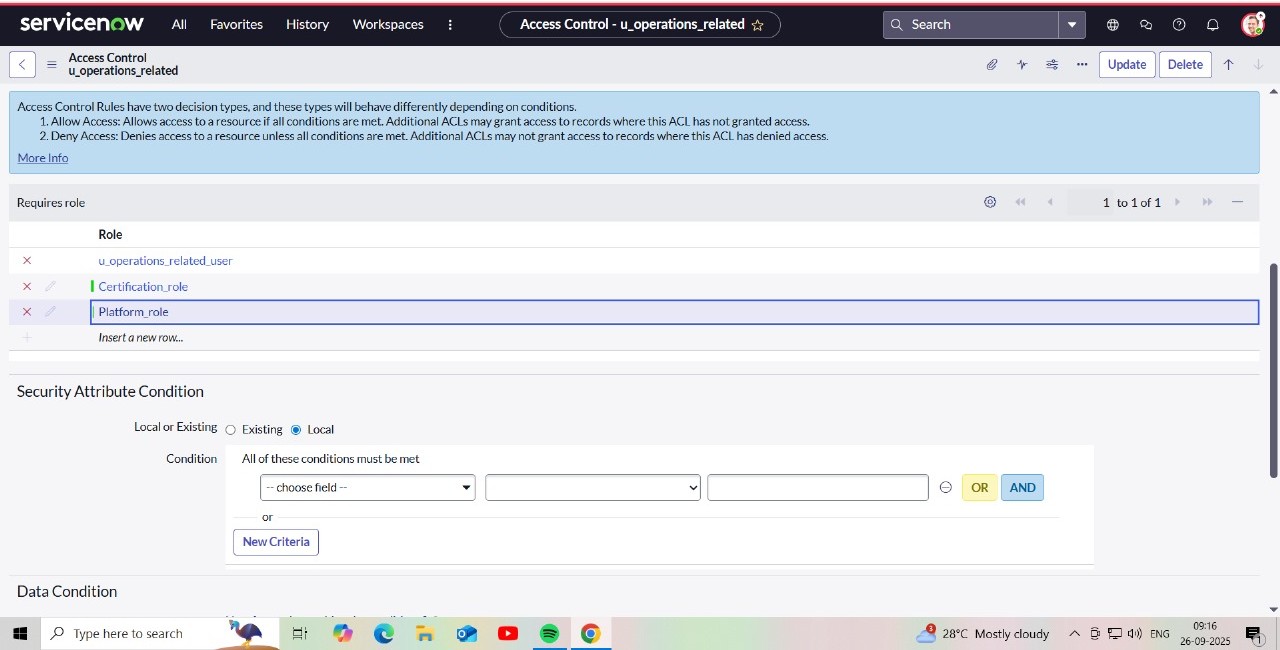 servicenow All Favorites History Workspaces Access Control - u_operations_related Search
Access Control
u_operations_related
Update Delete
Access Control Rules have two decision types, and these types will behave differently depending on conditions.
1. Allow Access: Allows access to a resource if all conditions are met. Additional ACLs may grant access to records where this ACL has not granted access.
2. Deny Access: Denies access to a resource unless all conditions are met. Additional ACLs may not grant access to records where this ACL has denied access.
More Info
Requires role 1 to 1 of 1
Role
u_operations_related_user
Certification_role
Platform_role
Insert a new row...
Security Attribute Condition
Local or Existing Existing Local
Condition All of these conditions must be met
-- choose field -- OR AND
or
New Criteria
Data Condition
Type here to search 3 28°C Mostly cloudy ENG 09:16
26-09-2025 1